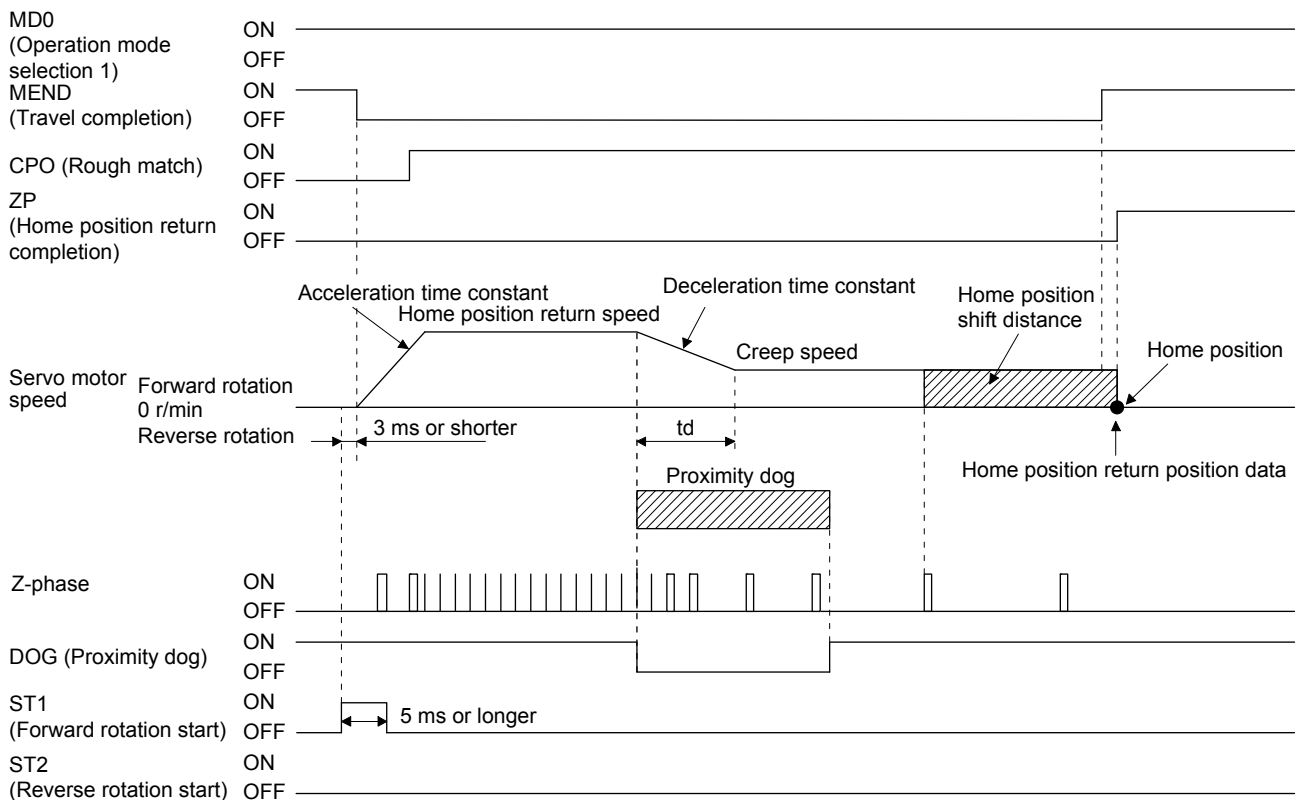 MD0
(Operation mode
selection 1)
ON
OFF
MEND
(Travel completion)
ON
OFF
CPO (Rough match)
ON
OFF
ZP
(Home position return
completion)
ON
OFF
Acceleration time constant
Home position return speed
Deceleration time constant
Home position
shift distance
Creep speed
Home position
Servo motor
speed
Forward rotation
0 r/min
Reverse rotation
3 ms or shorter
td
Home position return position data
Proximity dog
Z-phase
ON
OFF
DOG (Proximity dog)
ON
OFF
ST1
(Forward rotation start)
ON
OFF
5 ms or longer
ST2
(Reverse rotation start)
ON
OFF